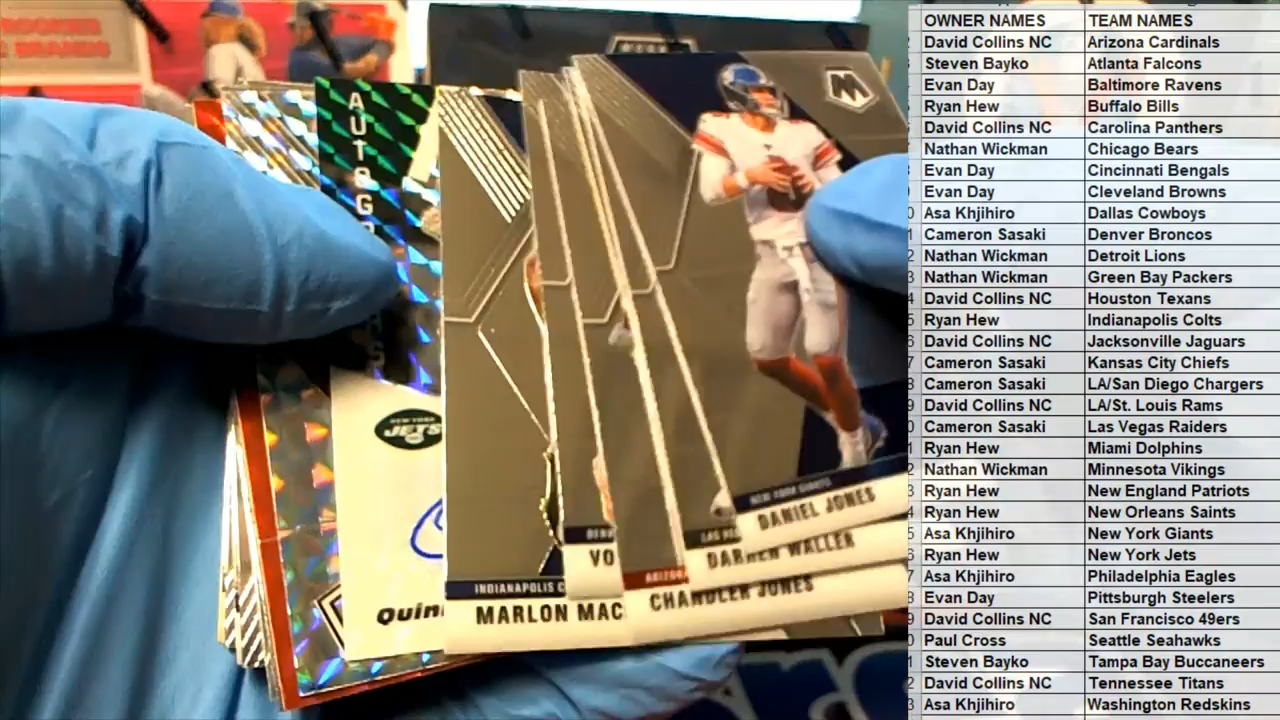 OWNER NAMES TEAM NAMES
David Collins NC Arizona Cardinals
Steven Bayko Atlanta Falcons
Evan Day Baltimore Ravens
Ryan Hew Buffalo Bills
David Collins NC Carolina Panthers
Nathan Wickman Chicago Bears
Evan Day Cincinnati Bengals
Evan Day Cleveland Browns
Asa Khjihiro Dallas Cowboys
Cameron Sasaki Denver Broncos
Nathan Wickman Detroit Lions
Nathan Wickman Green Bay Packers
David Collins NC Houston Texans
Ryan Hew Indianapolis Colts
David Collins NC Jacksonville Jaguars
Cameron Sasaki Kansas City Chiefs
Cameron Sasaki LA/San Diego Chargers
David Collins NC LA/St. Louis Rams
Cameron Sasaki Las Vegas Raiders
Ryan Hew Miami Dolphins
Nathan Wickman Minnesota Vikings
Ryan Hew New England Patriots
Ryan Hew New Orleans Saints
Asa Khjihiro New York Giants
Ryan Hew New York Jets
Asa Khjihiro Philadelphia Eagles
Evan Day Pittsburgh Steelers
David Collins NC San Francisco 49ers
Paul Cross Seattle Seahawks
Steven Bayko Tampa Bay Buccaneers
David Collins NC Tennessee Titans
Asa Khjihiro Washington Redskins
M
NEW YORK
JETS
Quin
NEW YORK GIANTS
DANIEL JONES
LAS VE
DARREN WALLER
ARIZO
CHANDLER JONES
VO
INDIANAPOLIS C
MARLON MAC